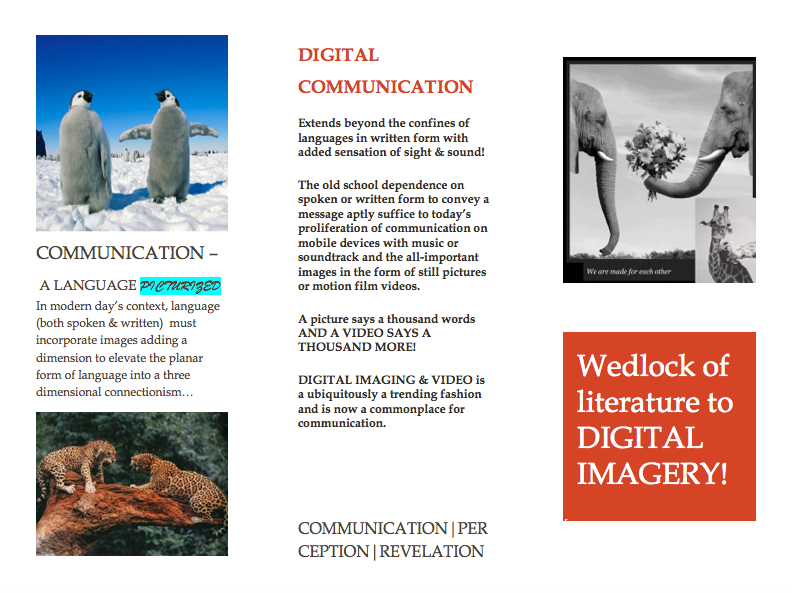 COMMUNICATION –
A LANGUAGE PICTURIZED
In modern day’s context, language
(both spoken & written) must
incorporate images adding a
dimension to elevate the planar
form of language into a three
dimensional connectionism…
DIGITAL
COMMUNICATION
Extends beyond the confines of
languages in written form with
added sensation of sight & sound!
The old school dependence on
spoken or written form to convey a
message aptly suffice to today’s
proliferation of communication on
mobile devices with music or
soundtrack and the all-important
images in the form of still pictures
or motion film videos.
A picture says a thousand words
AND A VIDEO SAYS A
THOUSAND MORE!
DIGITAL IMAGING & VIDEO is
a ubiquitously a trending fashion
and is now a commonplace for
communication.
COMMUNICATION|PER
CEPTION|REVELATION
We are made for each other
Wedlock of
literature to
DIGITAL
IMAGERY!